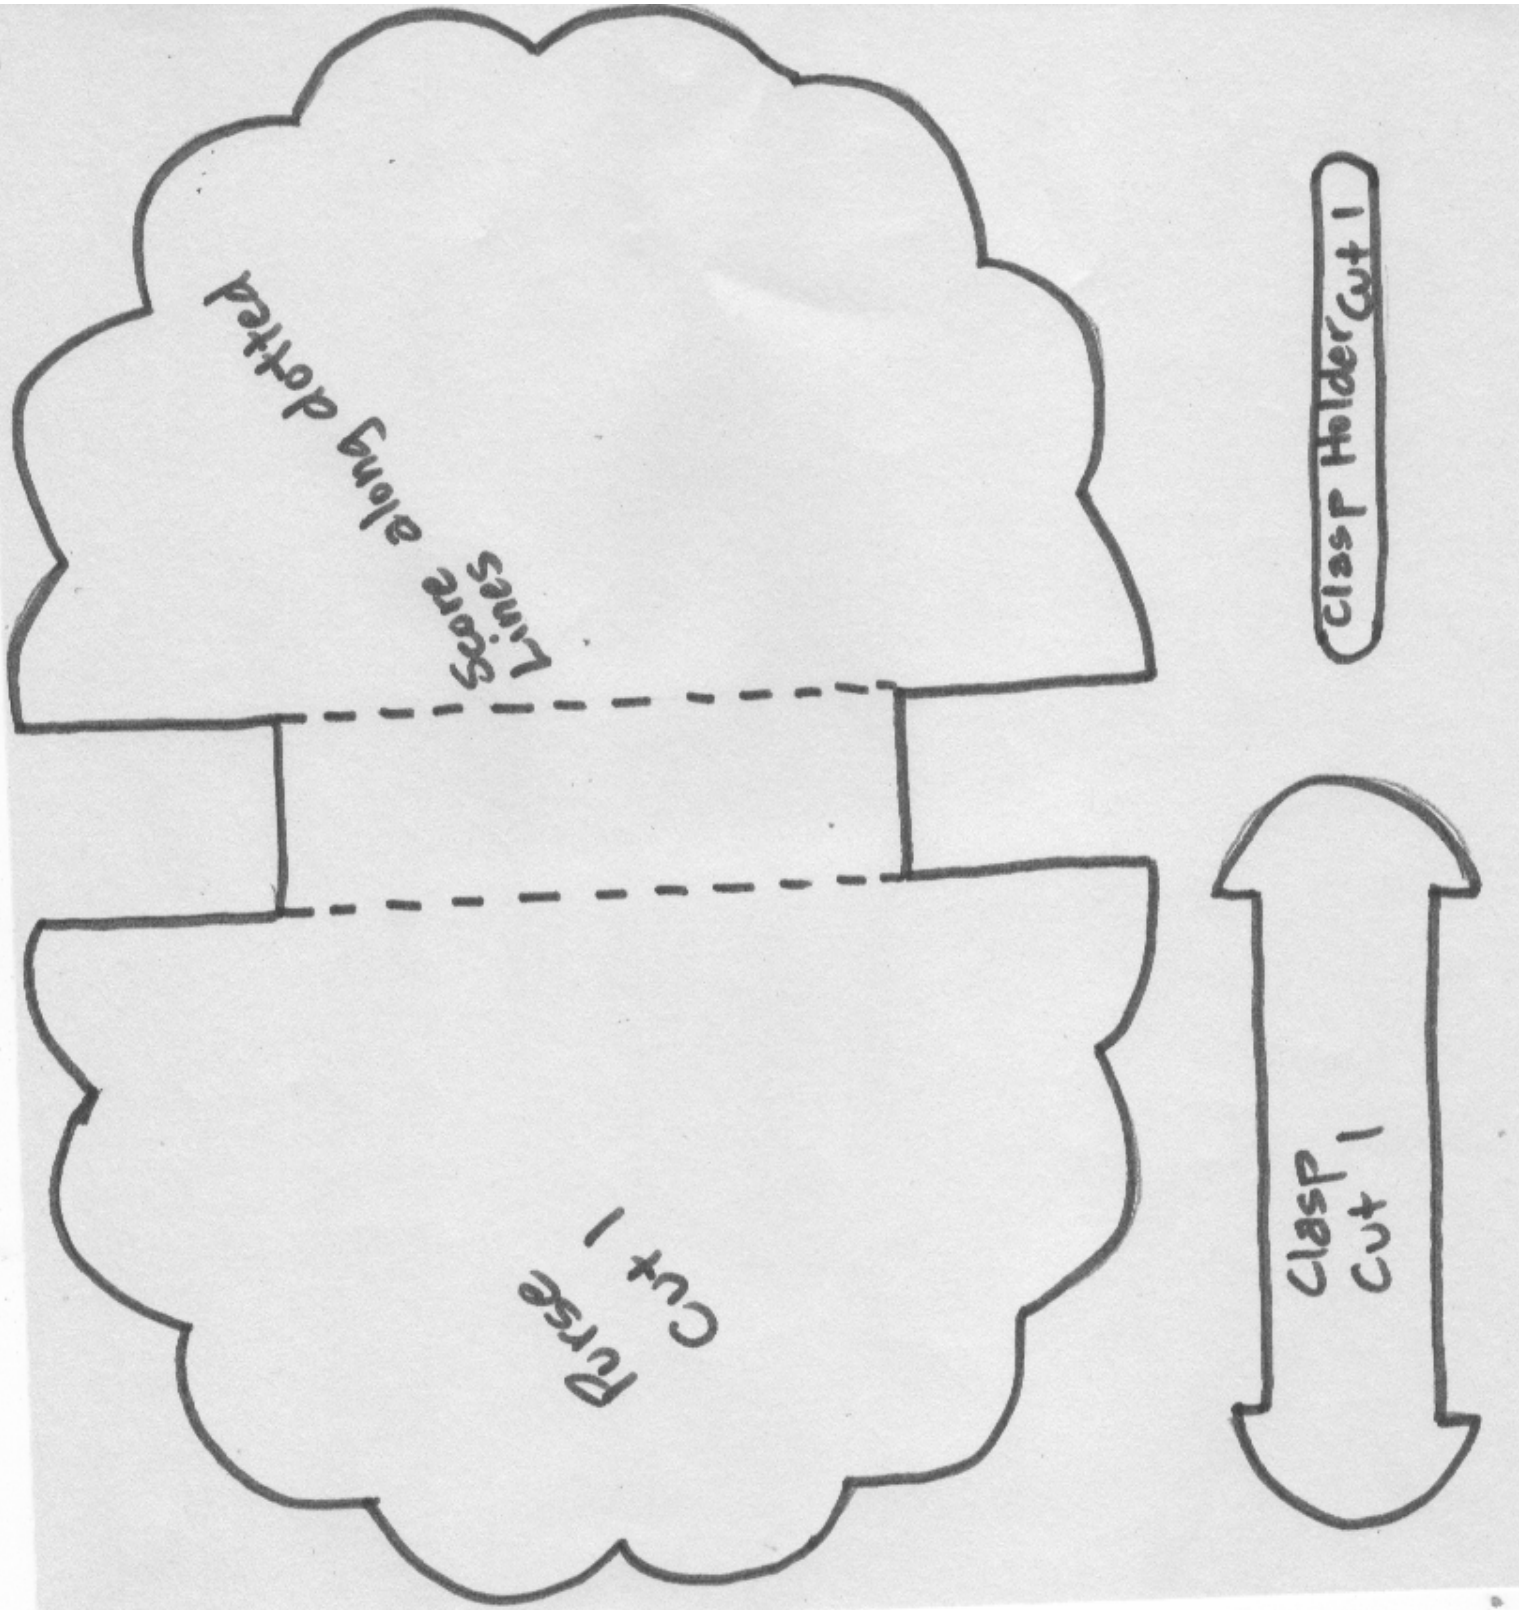 Score along dotted
Lines
Clasp Holder Cut 1
Purse
Cut 1
Clasp
Cut 1